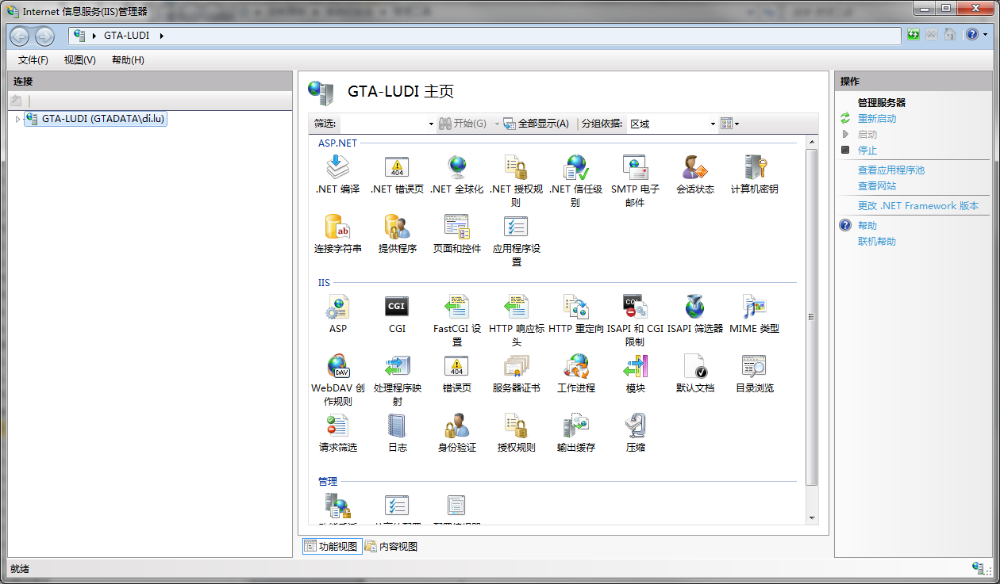 Internet 信息服务(IIS)管理器
GTA-LUDI
文件(F) 视图(V) 帮助(H)
连接
GTA-LUDI (GTADATA\di.lu)
GTA-LUDI 主页
筛选: 开始(G) 全部显示(A) 分组依据: 区域
ASP.NET
.NET 编译
.NET 错误页
.NET 全球化
.NET 授权规
则
.NET 信任级
别
SMTP 电子
邮件
会话状态
计算机密钥
连接字符串
提供程序
页面和控件
应用程序设
置
IIS
ASP
CGI
FastCGI 设
置
HTTP 响应标
头
HTTP 重定向
ISAPI 和 CGI
限制
ISAPI 筛选器
MIME 类型
WebDAV 创
作规则
处理程序映
射
错误页
服务器证书
工作进程
模块
默认文档
目录浏览
请求筛选
日志
身份验证
授权规则
输出缓存
压缩
管理
功能视图
内容视图
操作
管理服务器
重新启动
启动
停止
查看应用程序池
查看网站
更改 .NET Framework 版本
帮助
联机帮助
就绪